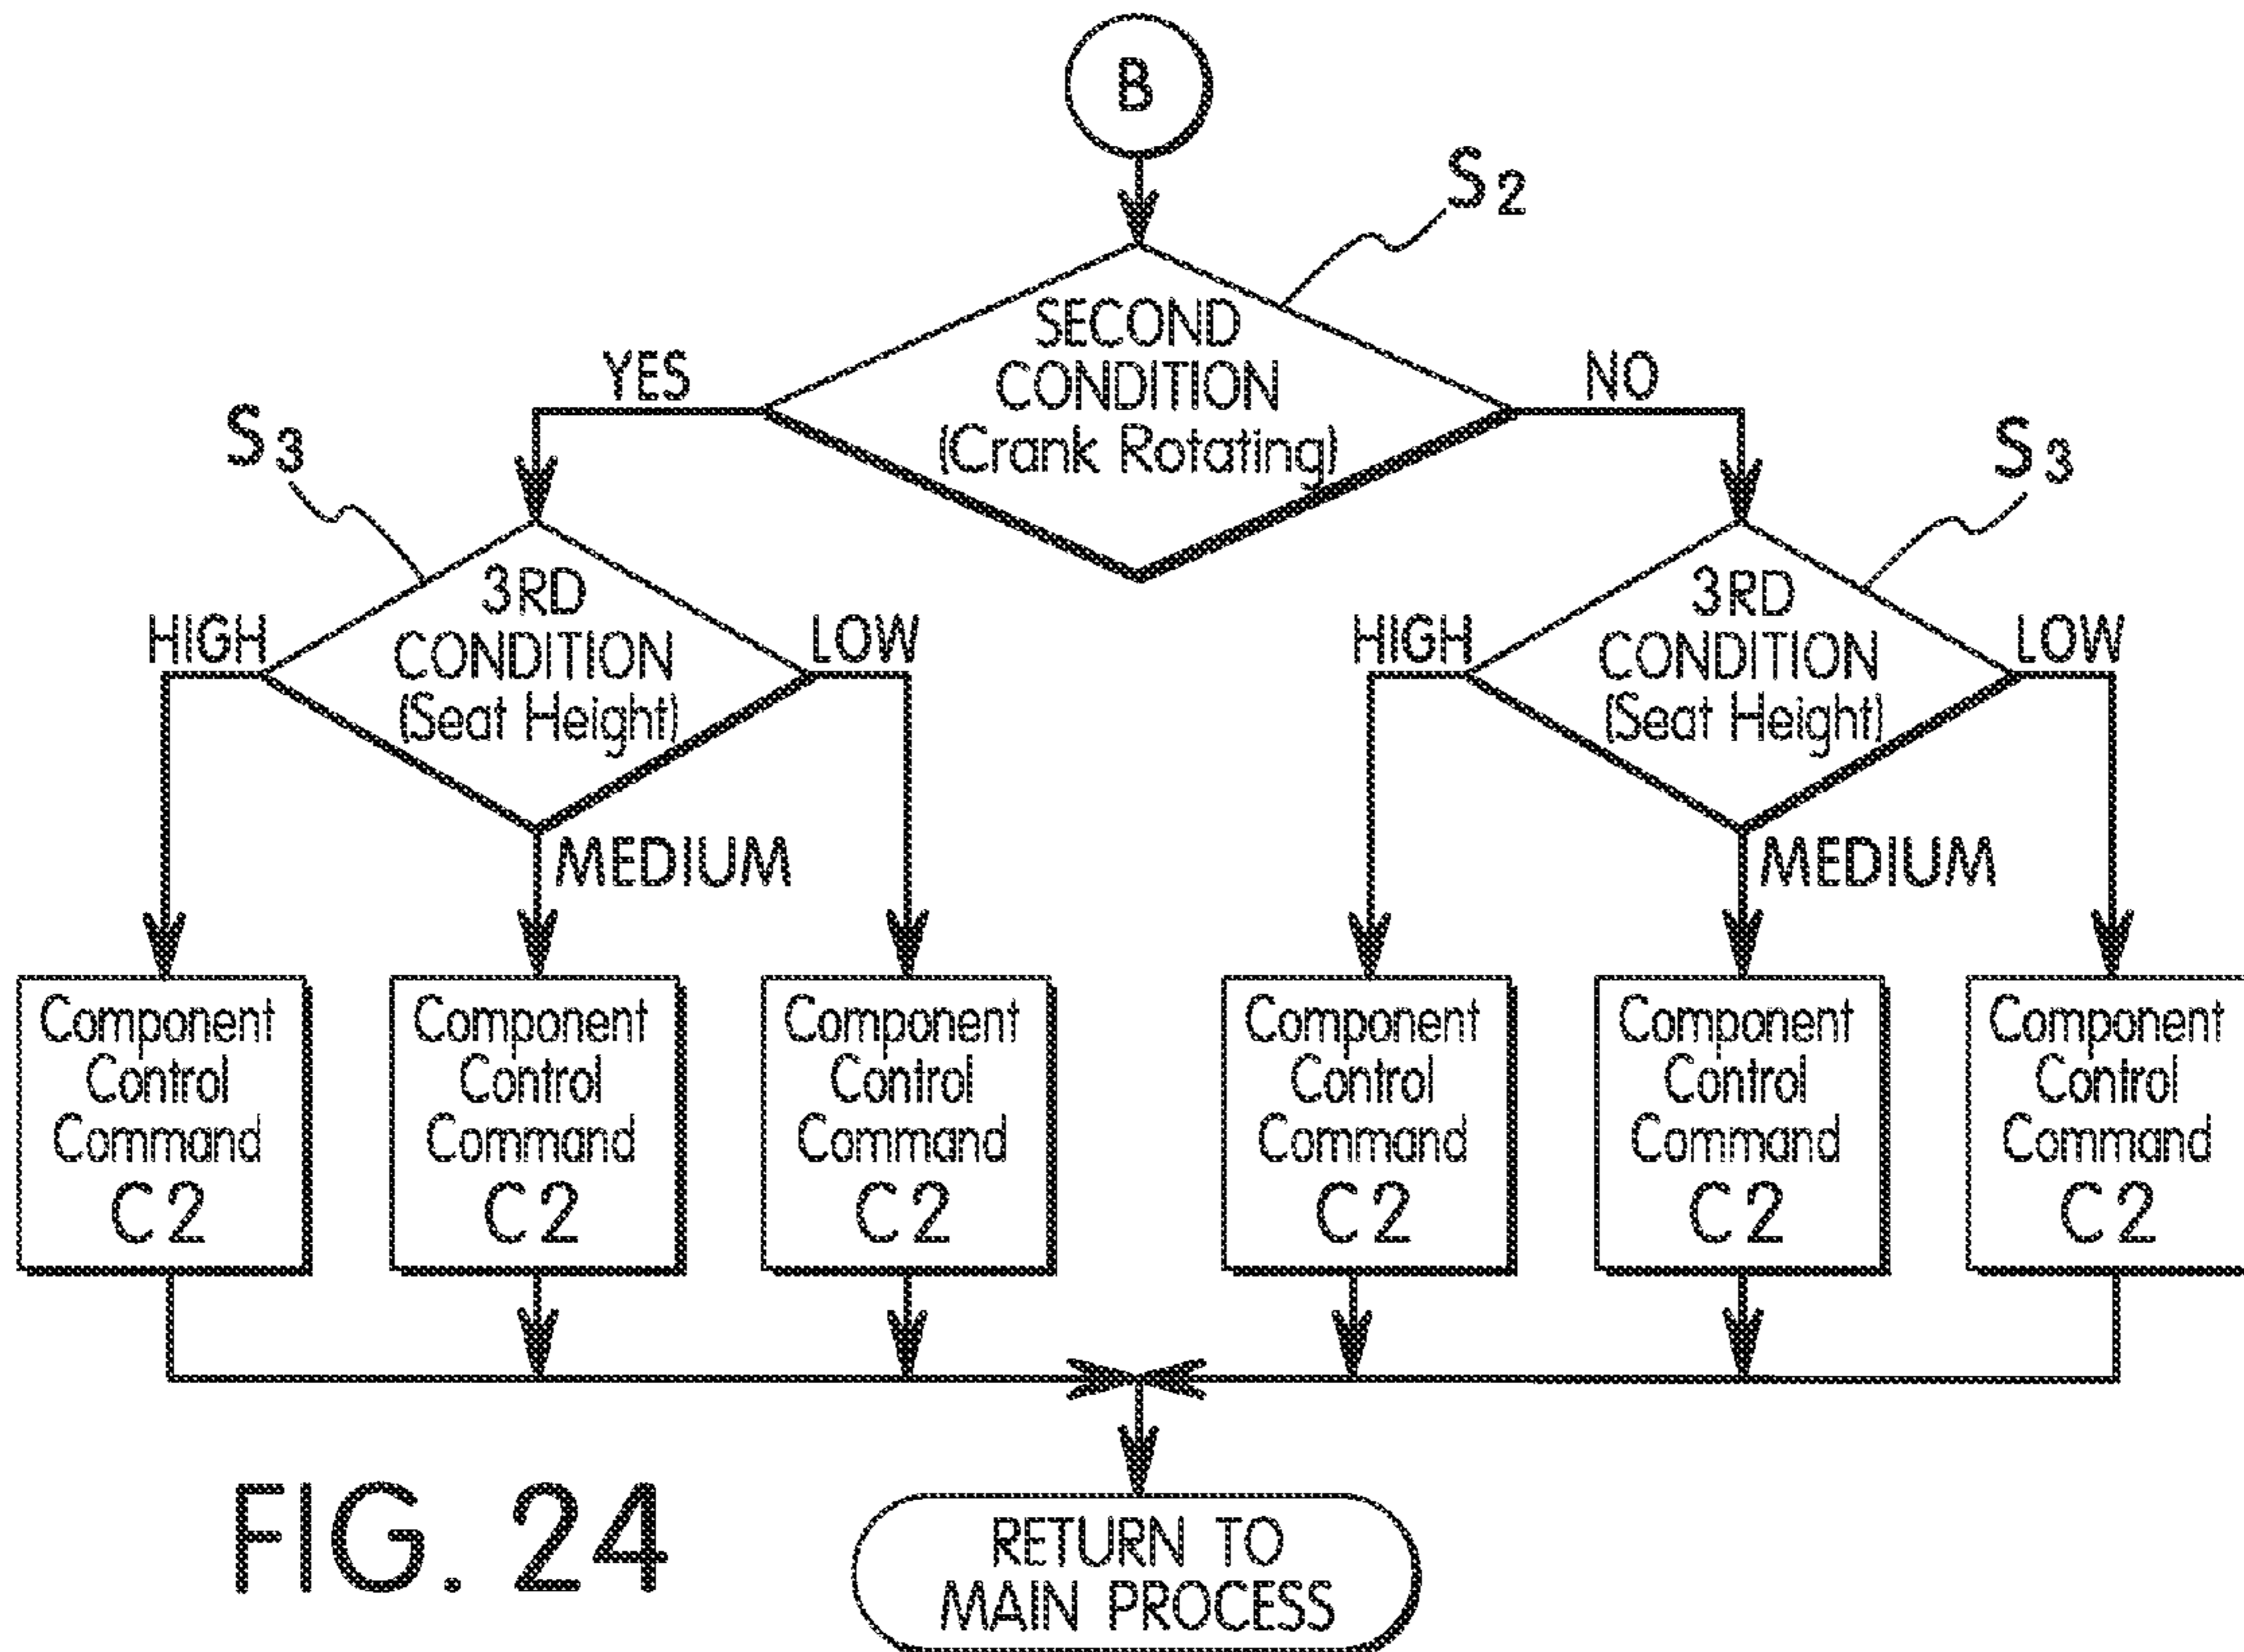 B
S2
SECOND
CONDITION
(Crank Rotating)
YES
NO
S3
S3
3RD
CONDITION
(Seat Height)
HIGH
LOW
MEDIUM
3RD
CONDITION
(Seat Height)
HIGH
LOW
MEDIUM
Component
Control
Command
C2
Component
Control
Command
C2
Component
Control
Command
C2
Component
Control
Command
C2
Component
Control
Command
C2
Component
Control
Command
C2
RETURN TO
MAIN PROCESS
FIG. 24